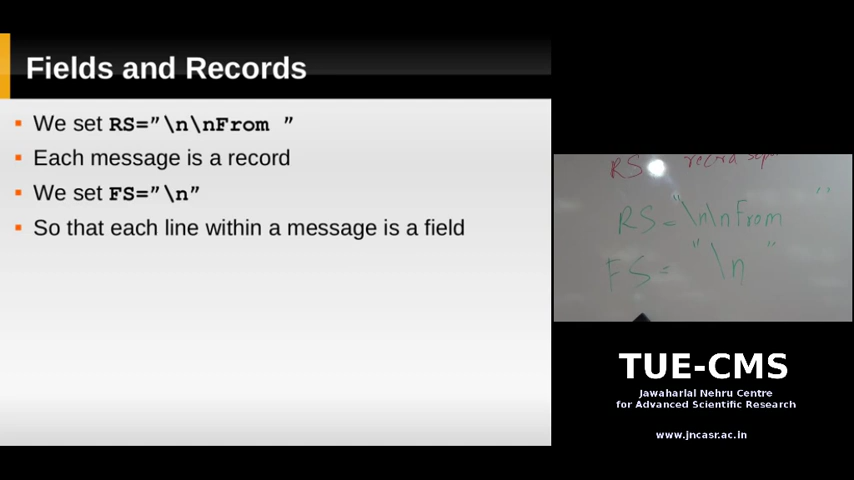 Fields and Records
We set RS="\n\nFrom "
Each message is a record
We set FS="\n"
So that each line within a message is a field
RS record
RS="\n\nFrom "
FS="\n"
TUE-CMS
Jawaharlal Nehru Centre
for Advanced Scientific Research
www.jncasr.ac.in